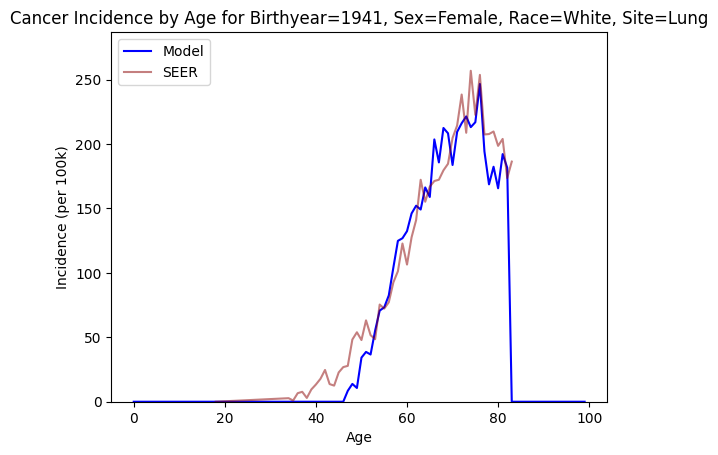 Cancer Incidence by Age for Birthyear=1941, Sex=Female, Race=White, Site=Lung
Model
SEER
250
200
150
100
50
0
Incidence (per 100k)
0 20 40 60 80 100
Age